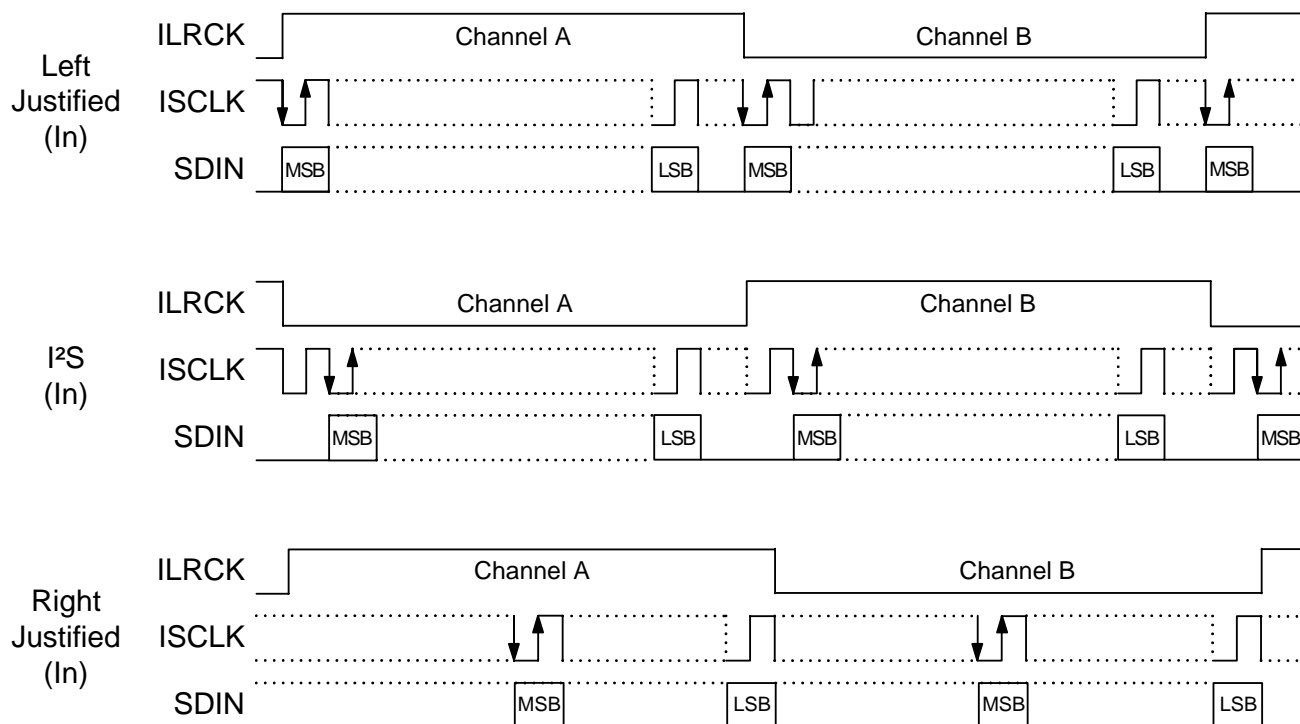 Left
Justified
(In)
ILRCK
Channel A
Channel B
ISCLK
SDIN
MSB
LSB
MSB
LSB
MSB
I²S
(In)
ILRCK
Channel A
Channel B
ISCLK
SDIN
MSB
LSB
MSB
LSB
MSB
Right
Justified
(In)
ILRCK
Channel A
Channel B
ISCLK
SDIN
MSB
LSB
MSB
LSB